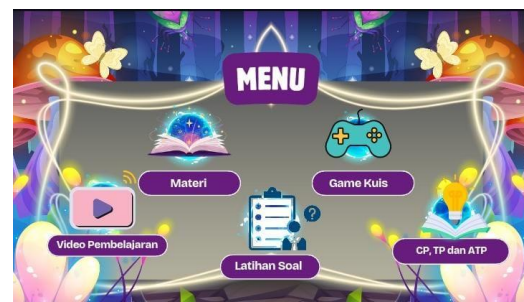 MENU
Materi
Game Kuis
Video Pembelajaran
Latihan Soal
CP, TP dan ATP